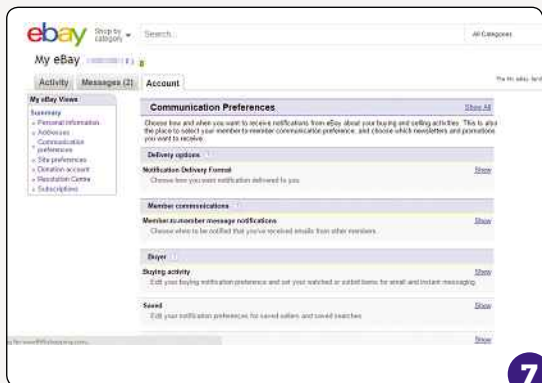 ebay
Shop by category
Search...
All Categories
My eBay
Activity
Messages (2)
Account
My eBay Views
Summary
Personal information
Addresses
Communication preferences
Site preferences
Donation account
Resolution Centre
Subscriptions
Communication Preferences
Show All
Choose how and when you want to receive notifications from eBay about your buying and selling activities. This is also
the place to select your member to member communication preference, and choose which newsletters and promotions
you want to receive.
Delivery options
Notification Delivery Format
Show
Choose how you want notification delivered to you.
Member communications
Member-to-member message notifications
Show
Choose when to be notified that you've received emails from other members.
Buyer
Buying activity
Show
Edit your buying notification preference and set your watched or outbid items for email and instant messaging.
Saved
Show
Edit your notification preferences for saved sellers and saved searches.
Show
7